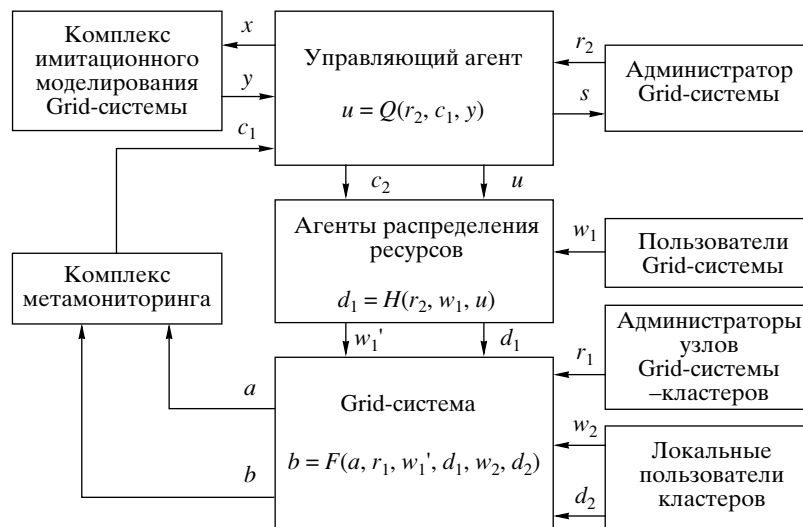 Комплекс
имитационного
моделирования
Grid-системы
x
y
c₁
Управляющий агент
u = Q(r₂, c₁, y)
r₂
s
Администратор
Grid-системы
c₂
u
Агенты распределения
ресурсов
d₁ = H(r₂, w₁, u)
w₁
Пользователи
Grid-системы
Комплекс
метамониторинга
w₁'
d₁
a
b
Grid-система
b = F(a, r₁, w₁', d₁, w₂, d₂)
r₁
Администраторы
узлов
Grid-системы
–кластеров
w₂
d₂
Локальные
пользователи
кластеров